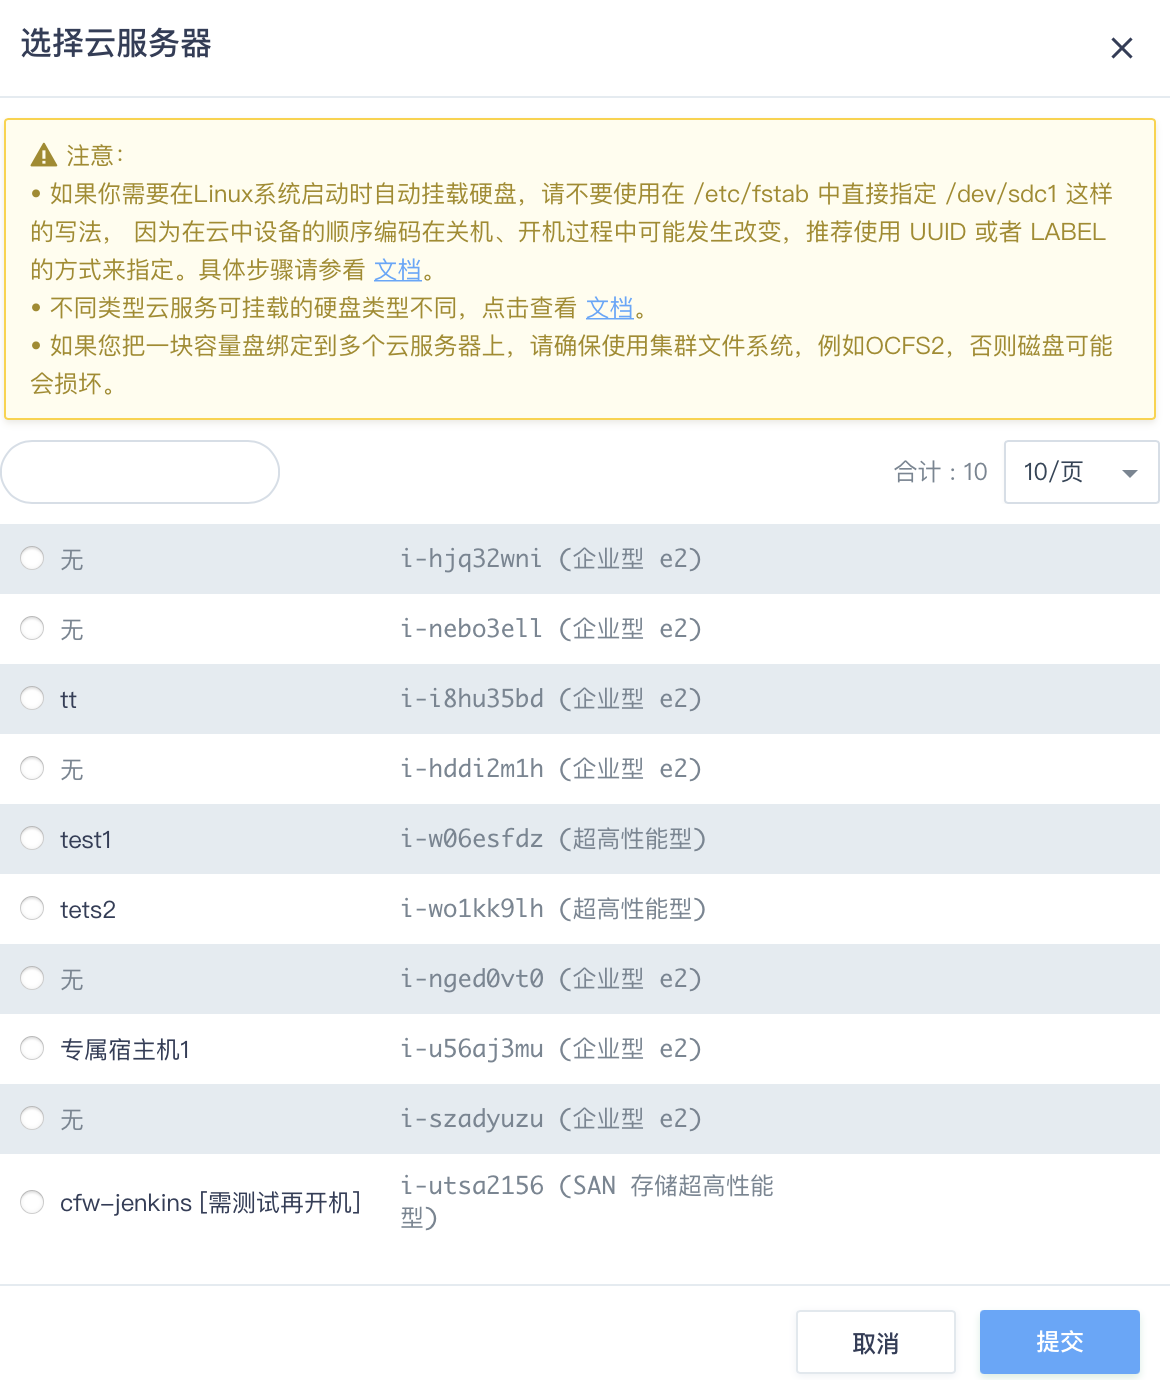 选择云服务器
注意：
• 如果你需要在Linux系统启动时自动挂载硬盘，请不要使用在 /etc/fstab 中直接指定 /dev/sdc1 这样
的写法， 因为在云中设备的顺序编码在关机、开机过程中可能发生改变，推荐使用 UUID 或者 LABEL
的方式来指定。具体步骤请参看 文档。
• 不同类型云服务可挂载的硬盘类型不同，点击查看 文档。
• 如果您把一块容量盘绑定到多个云服务器上，请确保使用集群文件系统，例如OCFS2，否则磁盘可能
会损坏。
合计 : 10 10/页
无 i-hjq32wni (企业型 e2)
无 i-nebo3ell (企业型 e2)
tt i-i8hu35bd (企业型 e2)
无 i-hddi2m1h (企业型 e2)
test1 i-w06esfdz (超高性能型)
tets2 i-wo1kk9lh (超高性能型)
无 i-nged0vt0 (企业型 e2)
专属宿主机1 i-u56aj3mu (企业型 e2)
无 i-szadyuzu (企业型 e2)
cfw-jenkins [需测试再开机] i-utsa2156 (SAN 存储超高性能
型)
取消 提交